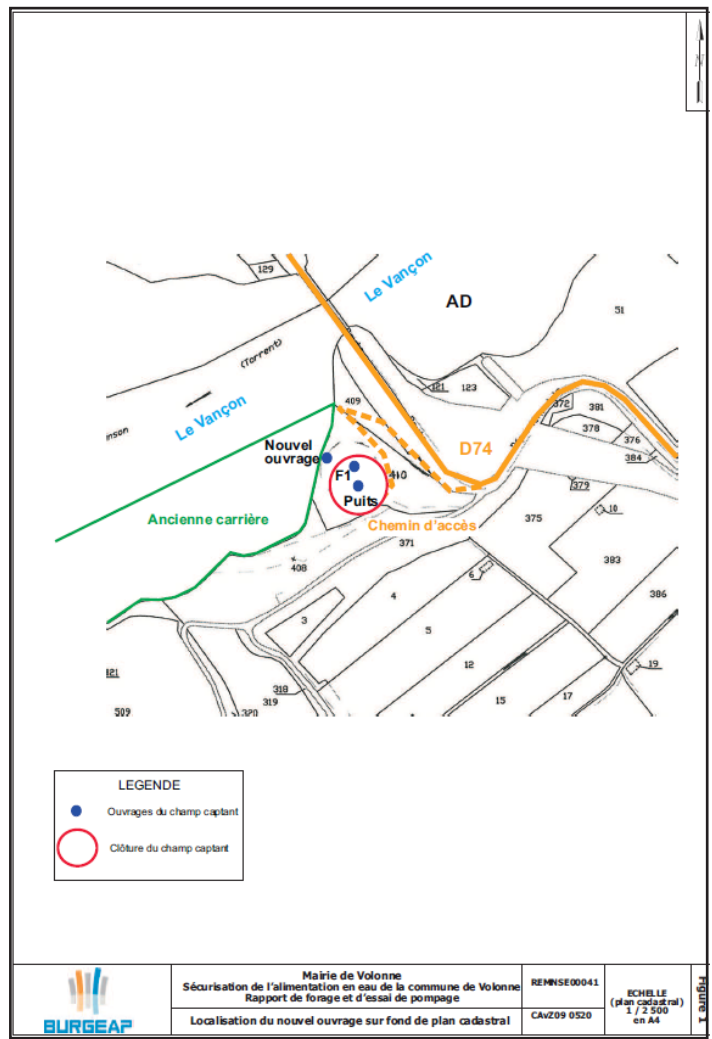 N
129
Le Vançon
AD
51
(Torrent)
121
123
Le Vançon
409
372
381
378
376
384
D74
Nouvel
ouvrage
F1
410
Puits
379
10
Ancienne carrière
Chemin d'accès
375
371
383
408
6
4
386
3
5
12
19
121
318
319
15
17
509
320
LEGENDE
Ouvrages du champ captant
Clôture du champ captant
BURGEAP
Mairie de Volonne
Sécurisation de l'alimentation en eau de la commune de Volonne
Rapport de forage et d'essai de pompage
Localisation du nouvel ouvrage sur fond de plan cadastral
REMNSE00041
CAvZ09 0520
ECHELLE
(plan cadastral)
1 / 2 500
en A4
Figure 1